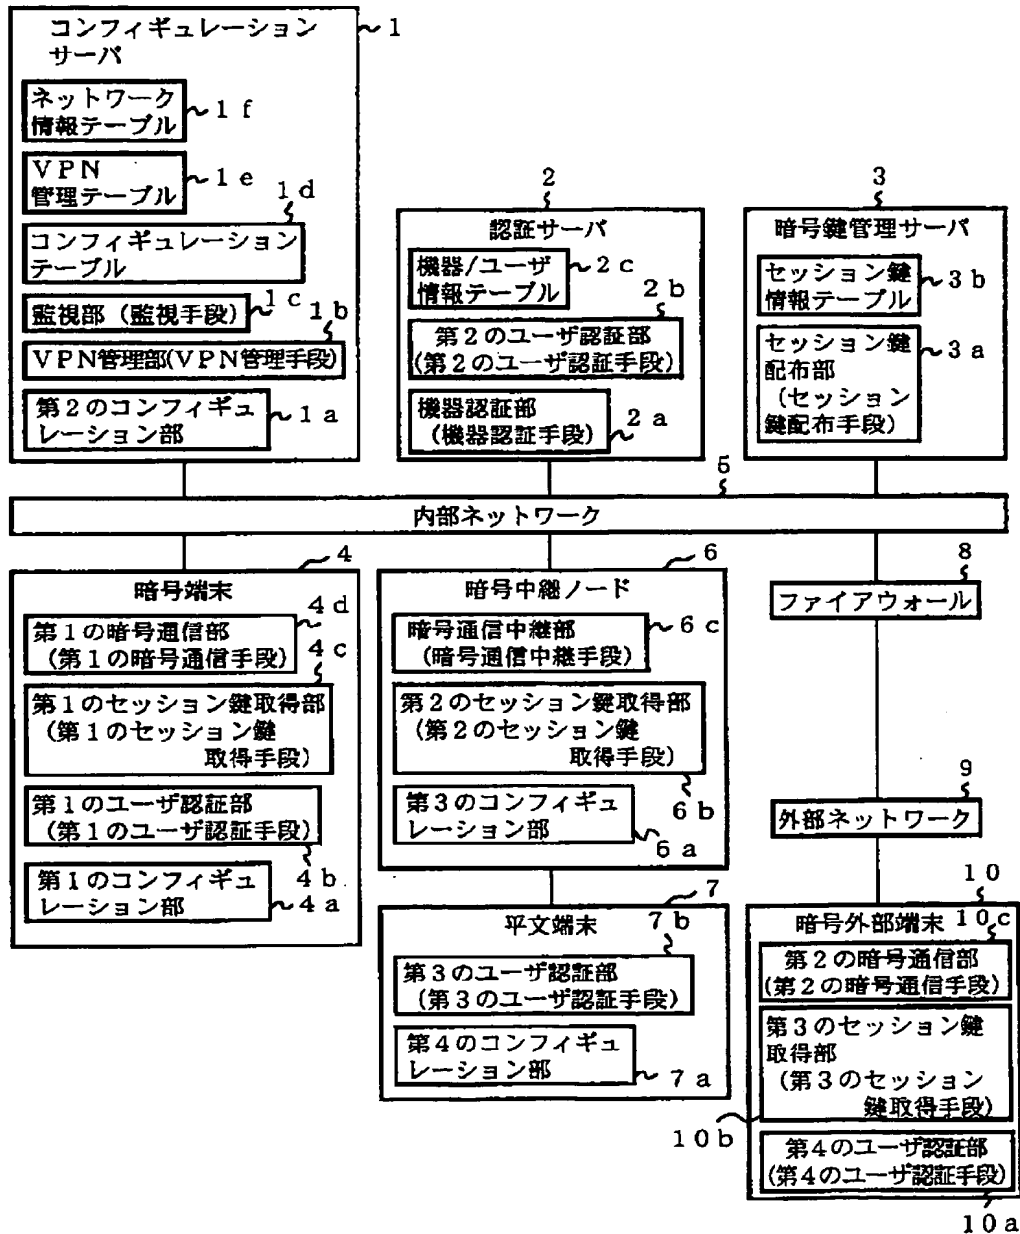 コンフィギュレーション
サーバ
1
ネットワーク
情報テーブル
1f
VPN
管理テーブル
1e
1d
コンフィギュレーション
テーブル
監視部（監視手段）
1c
1b
VPN管理部(VPN管理手段)
第2のコンフィギュ
レーション部
1a
2
認証サーバ
機器/ユーザ
情報テーブル
2c
2b
第2のユーザ認証部
(第2のユーザ認証手段)
機器認証部
（機器認証手段）
2a
3
暗号鍵管理サーバ
セッション鍵
情報テーブル
3b
セッション鍵
配布部
（セッション
鍵配布手段）
3a
5
内部ネットワーク
4
暗号端末
4d
第1の暗号通信部
（第1の暗号通信手段）
4c
第1のセッション鍵取得部
（第1のセッション鍵
取得手段）
第1のユーザ認証部
（第1のユーザ認証手段）
4b
第1のコンフィギュ
レーション部
4a
6
暗号中継ノード
暗号通信中継部
（暗号通信中継手段）
6c
第2のセッション鍵取得部
（第2のセッション鍵
取得手段）
6b
第3のコンフィギュ
レーション部
6a
7
平文端末
7b
第3のユーザ認証部
（第3のユーザ認証手段）
第4のコンフィギュ
レーション部
7a
8
ファイアウォール
9
外部ネットワーク
10
暗号外部端末
10c
第2の暗号通信部
(第2の暗号通信手段)
第3のセッション鍵
取得部
（第3のセッション
鍵取得手段）
10b
第4のユーザ認証部
(第4のユーザ認証手段)
10a